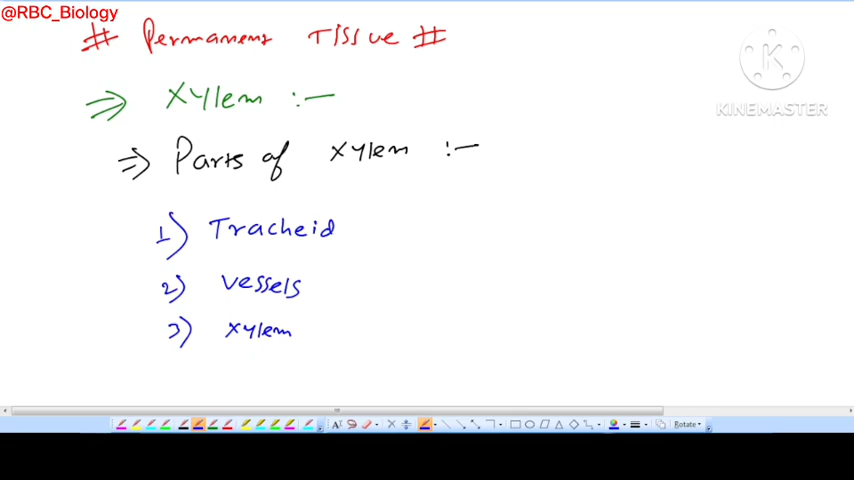 @RBC_Biology
# Permanent Tissue #
KINEMASTER
⇒ Xylem :-
⇒ Parts of xylem :-
1) Tracheid
2) vessels
3) xylem
Rotate